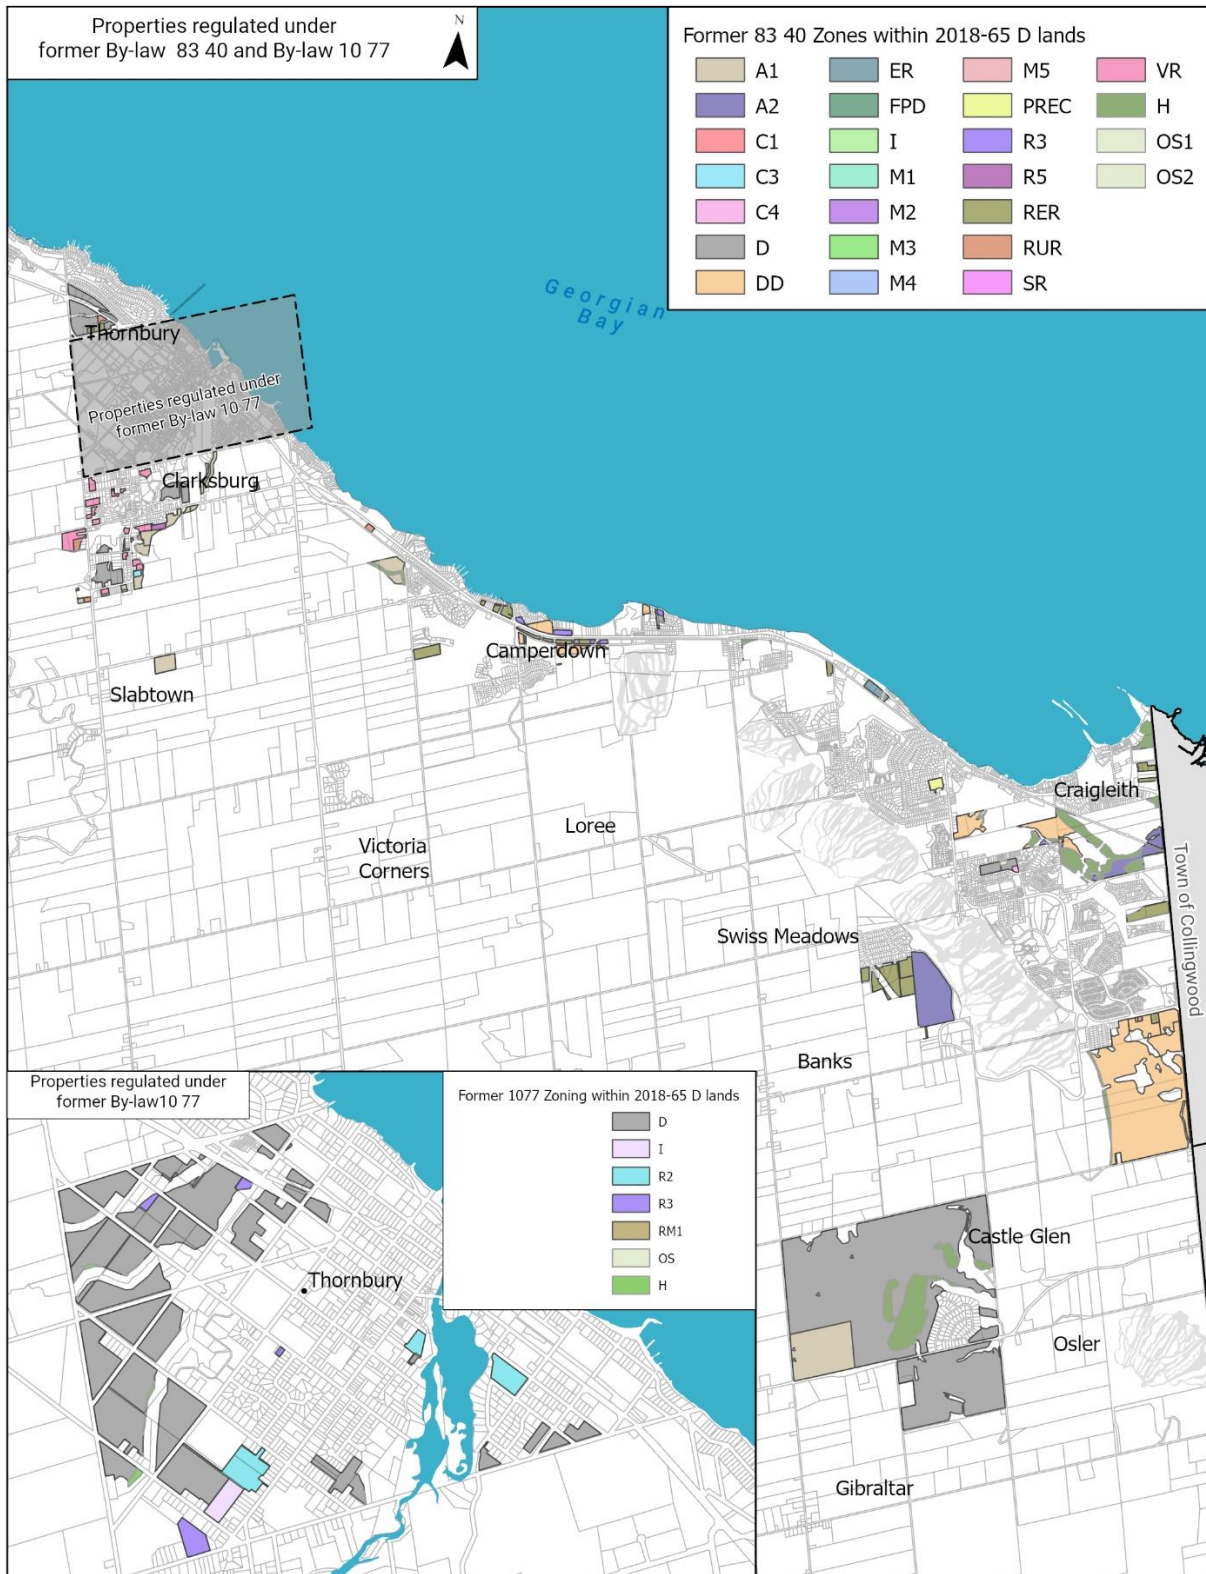 Properties regulated under
former By-law 83 40 and By-law 10 77
N
Former 83 40 Zones within 2018-65 D lands
A1
A2
C1
C3
C4
D
DD
ER
FPD
I
M1
M2
M3
M4
M5
PREC
R3
R5
RER
RUR
SR
VR
H
OS1
OS2
Georgian
Bay
Thornbury
Properties regulated under
former By-law 10 77
Clarksburg
Slabtown
Camperdown
Victoria
Corners
Loree
Craigleith
Town of Collingwood
Swiss Meadows
Banks
Castle Glen
Osler
Gibraltar
Properties regulated under
former By-law10 77
Former 1077 Zoning within 2018-65 D lands
D
I
R2
R3
RM1
OS
H
Thornbury